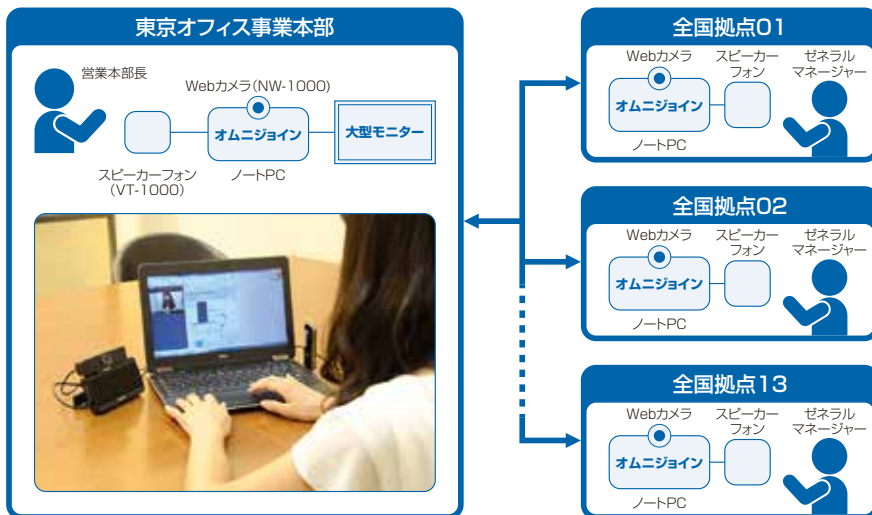 東京オフィス事業本部
営業本部長
Webカメラ(NW-1000)
オムニジョイン
大型モニター
スピーカーフォン
(VT-1000)
ノートPC
全国拠点01
Webカメラ
スピーカー
フォン
ゼネラル
マネージャー
オムニジョイン
ノートPC
全国拠点02
Webカメラ
スピーカー
フォン
ゼネラル
マネージャー
オムニジョイン
ノートPC
全国拠点13
Webカメラ
スピーカー
フォン
ゼネラル
マネージャー
オムニジョイン
ノートPC